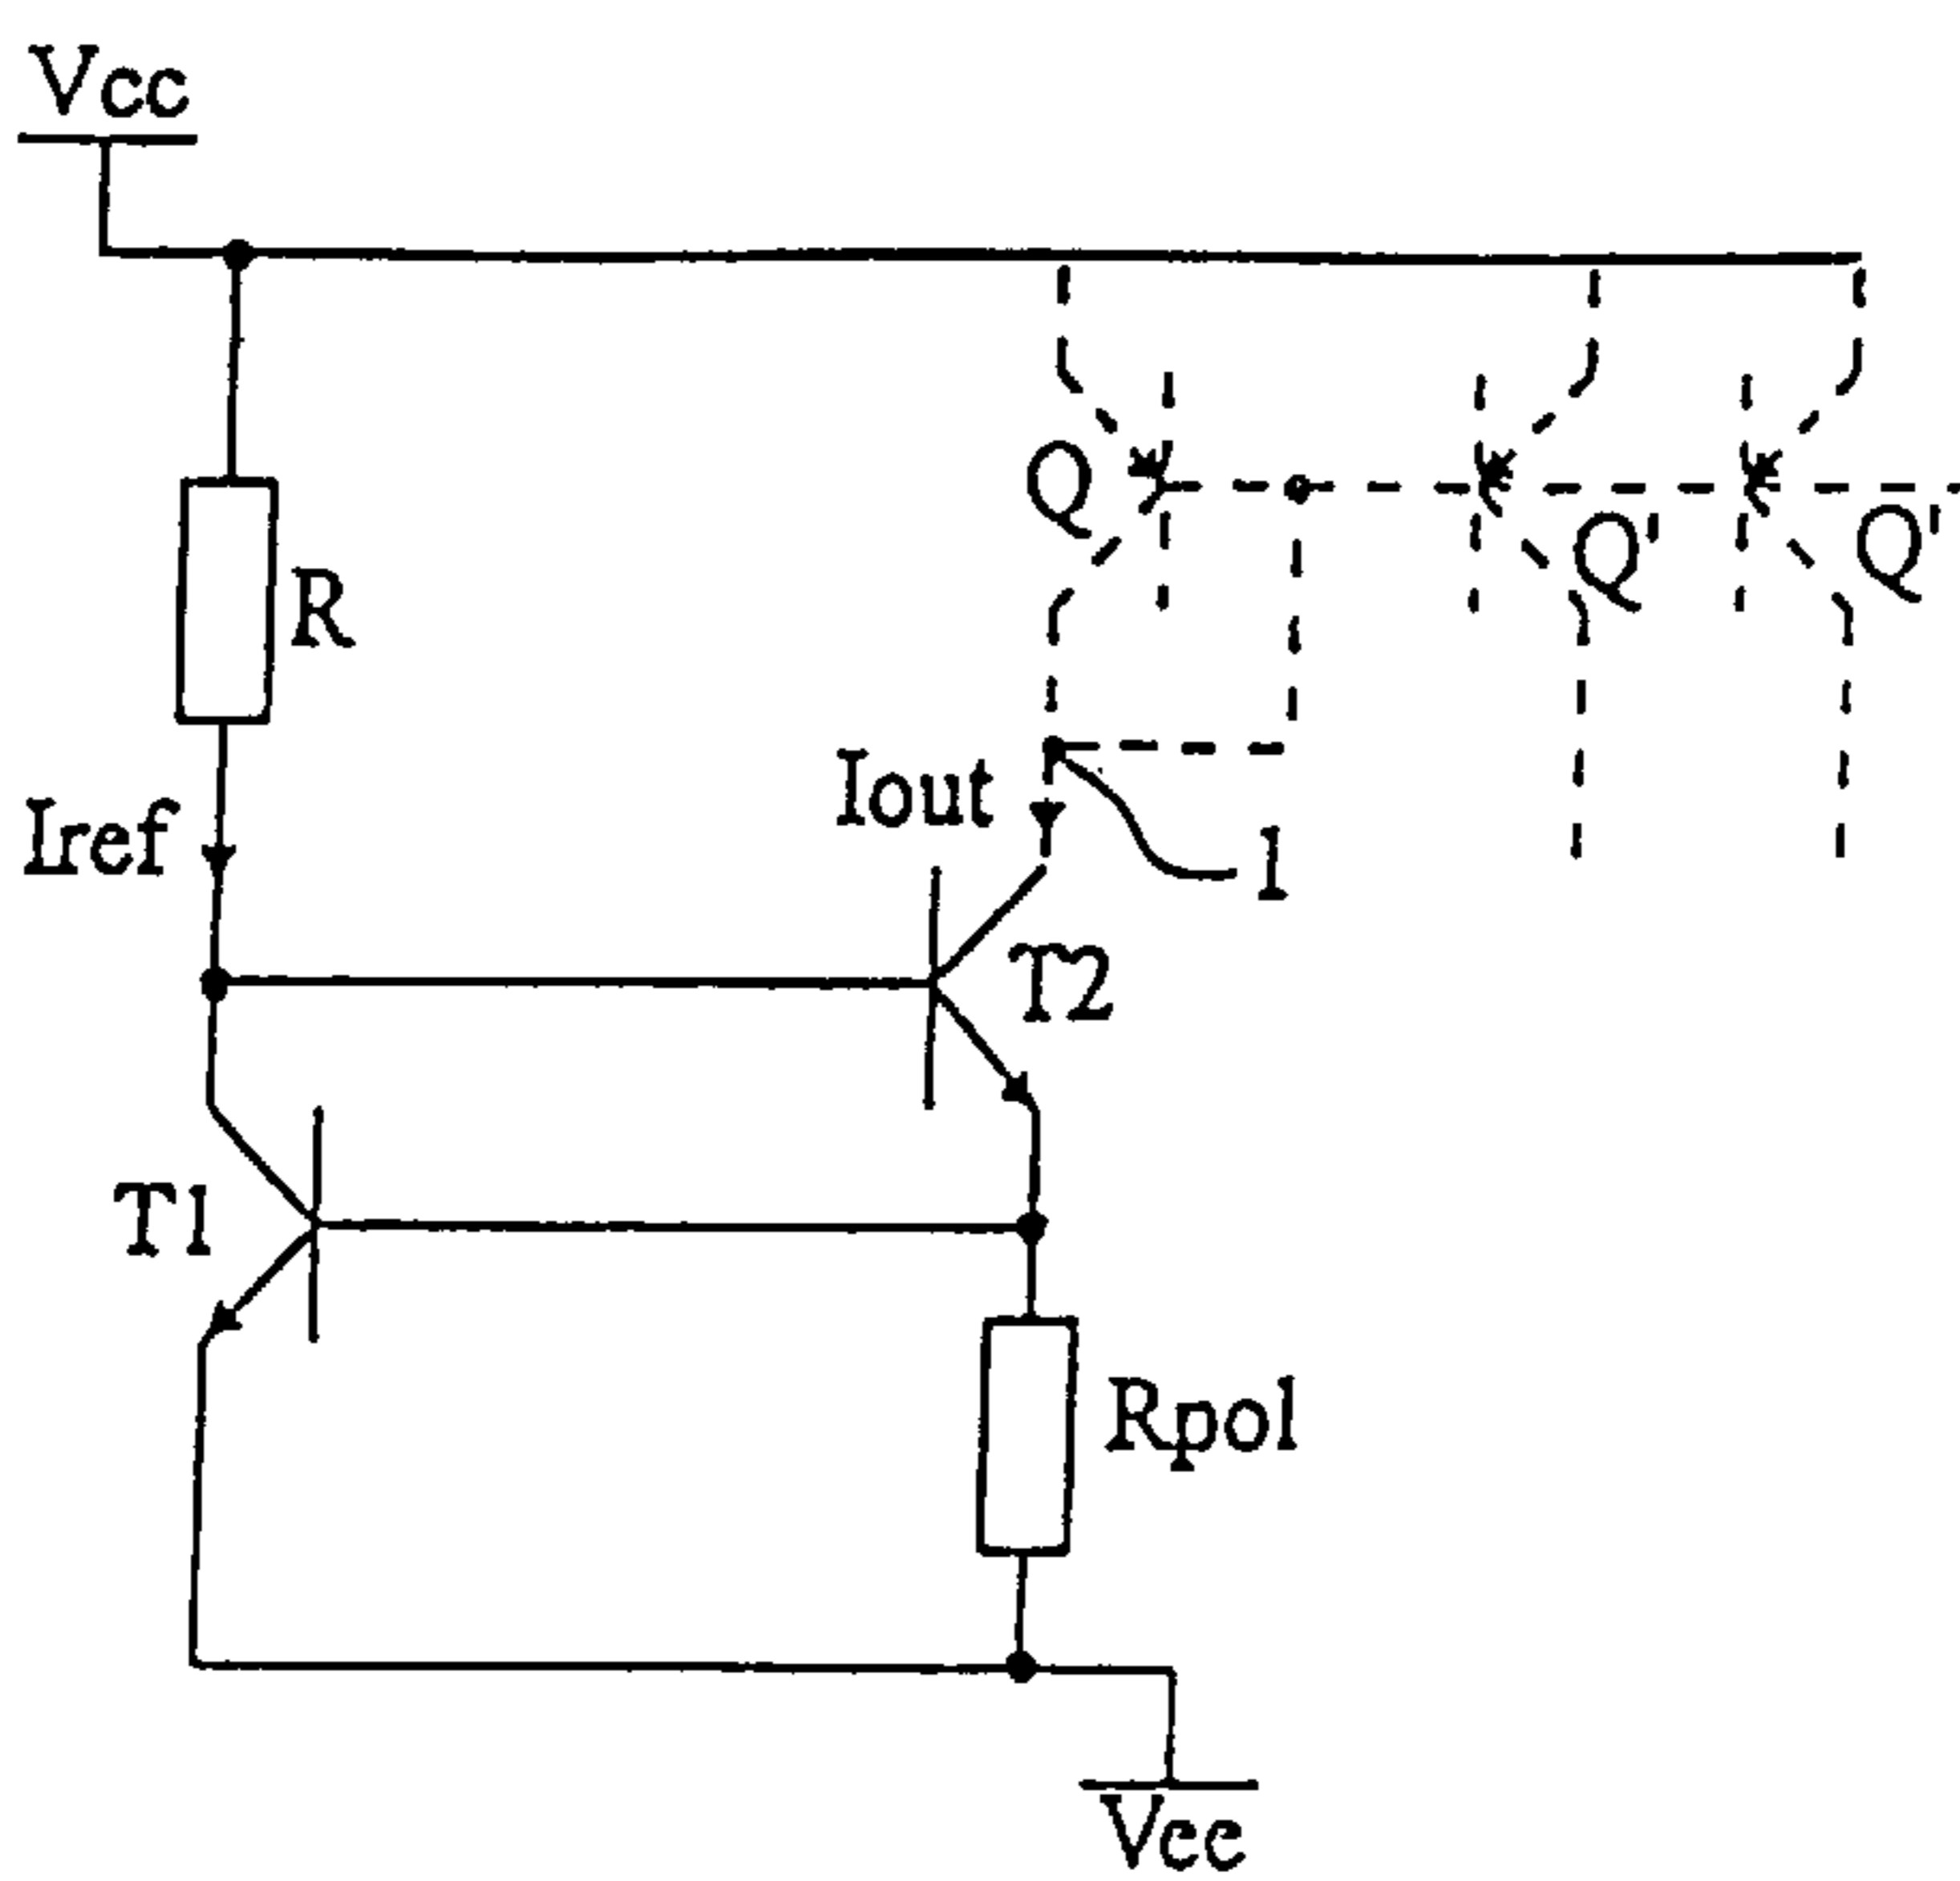 Vcc
Q
Q'
Q'
R
Iout
Iref
1
T2
T1
Rpol
Vee